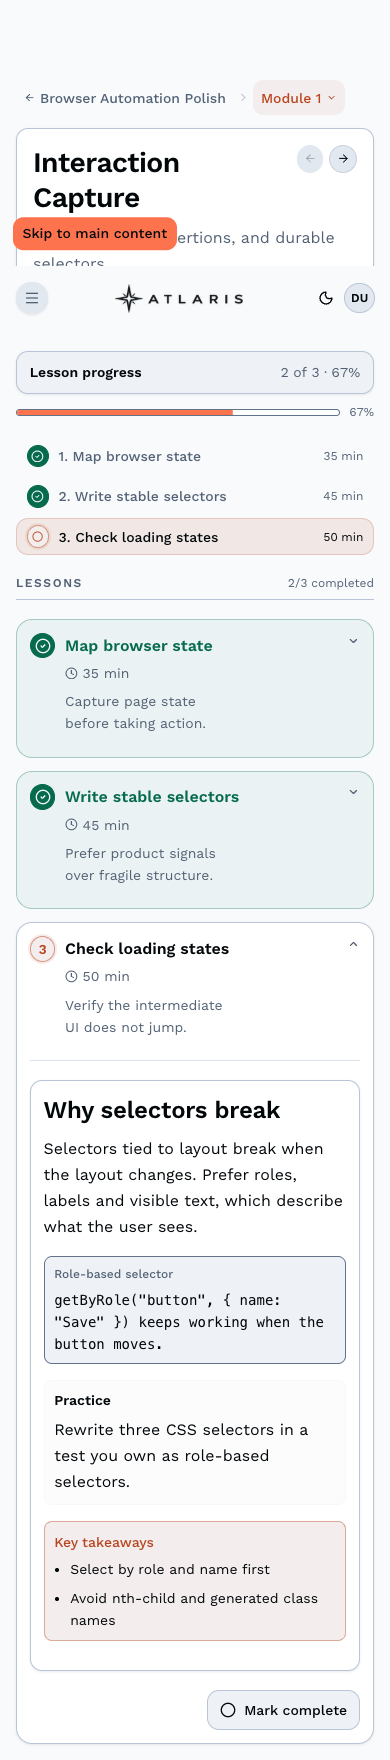 Browser Automation Polish
Module 1
Interaction
Capture
Skip to main content
ertions, and durable
selectors
ATLARIS
DU
Lesson progress
2 of 3 · 67%
67%
1. Map browser state
35 min
2. Write stable selectors
45 min
3. Check loading states
50 min
LESSONS
2/3 completed
Map browser state
35 min
Capture page state
before taking action.
Write stable selectors
45 min
Prefer product signals
over fragile structure.
3
Check loading states
50 min
Verify the intermediate
UI does not jump.
Why selectors break
Selectors tied to layout break when
the layout changes. Prefer roles,
labels and visible text, which describe
what the user sees.
Role-based selector
getByRole("button", { name:
"Save" }) keeps working when the
button moves.
Practice
Rewrite three CSS selectors in a
test you own as role-based
selectors.
Key takeaways
• Select by role and name first
• Avoid nth-child and generated class
names
Mark complete